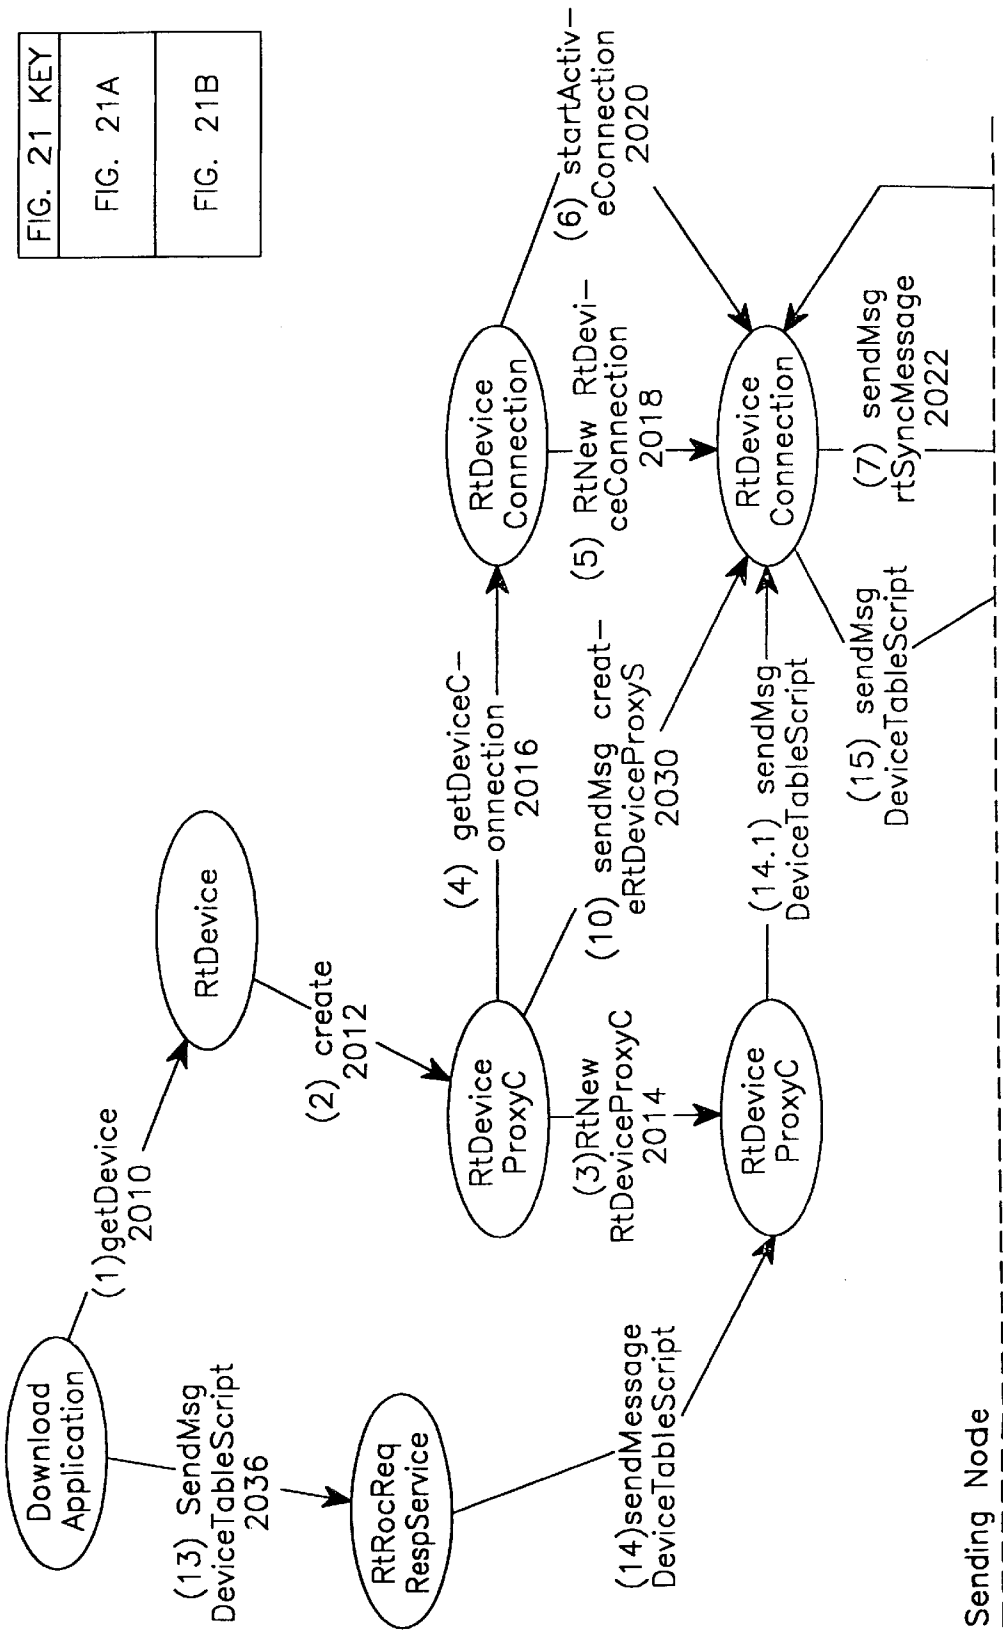 FIG. 21 KEY
FIG. 21A
FIG. 21B
Download
Application
(1)getDevice
2010
RtDevice
(2) create
2012
(13) SendMsg
DeviceTableScript
2036
RtRocReq
RespService
RtDevice
ProxyC
(4) getDeviceC-
onnection
2016
RtDevice
Connection
(6) startActiv-
eConnection
2020
(3)RtNew
RtDeviceProxyC
2014
(10) sendMsg creat-
eRtDeviceProxyS
2030
(5) RtNew RtDevi-
ceConnection
2018
(14)sendMessage
DeviceTableScript
RtDevice
ProxyC
(14.1) sendMsg
DeviceTableScript
RtDevice
Connection
(15) sendMsg
DeviceTableScript
(7) sendMsg
rtSyncMessage
2022
Sending Node